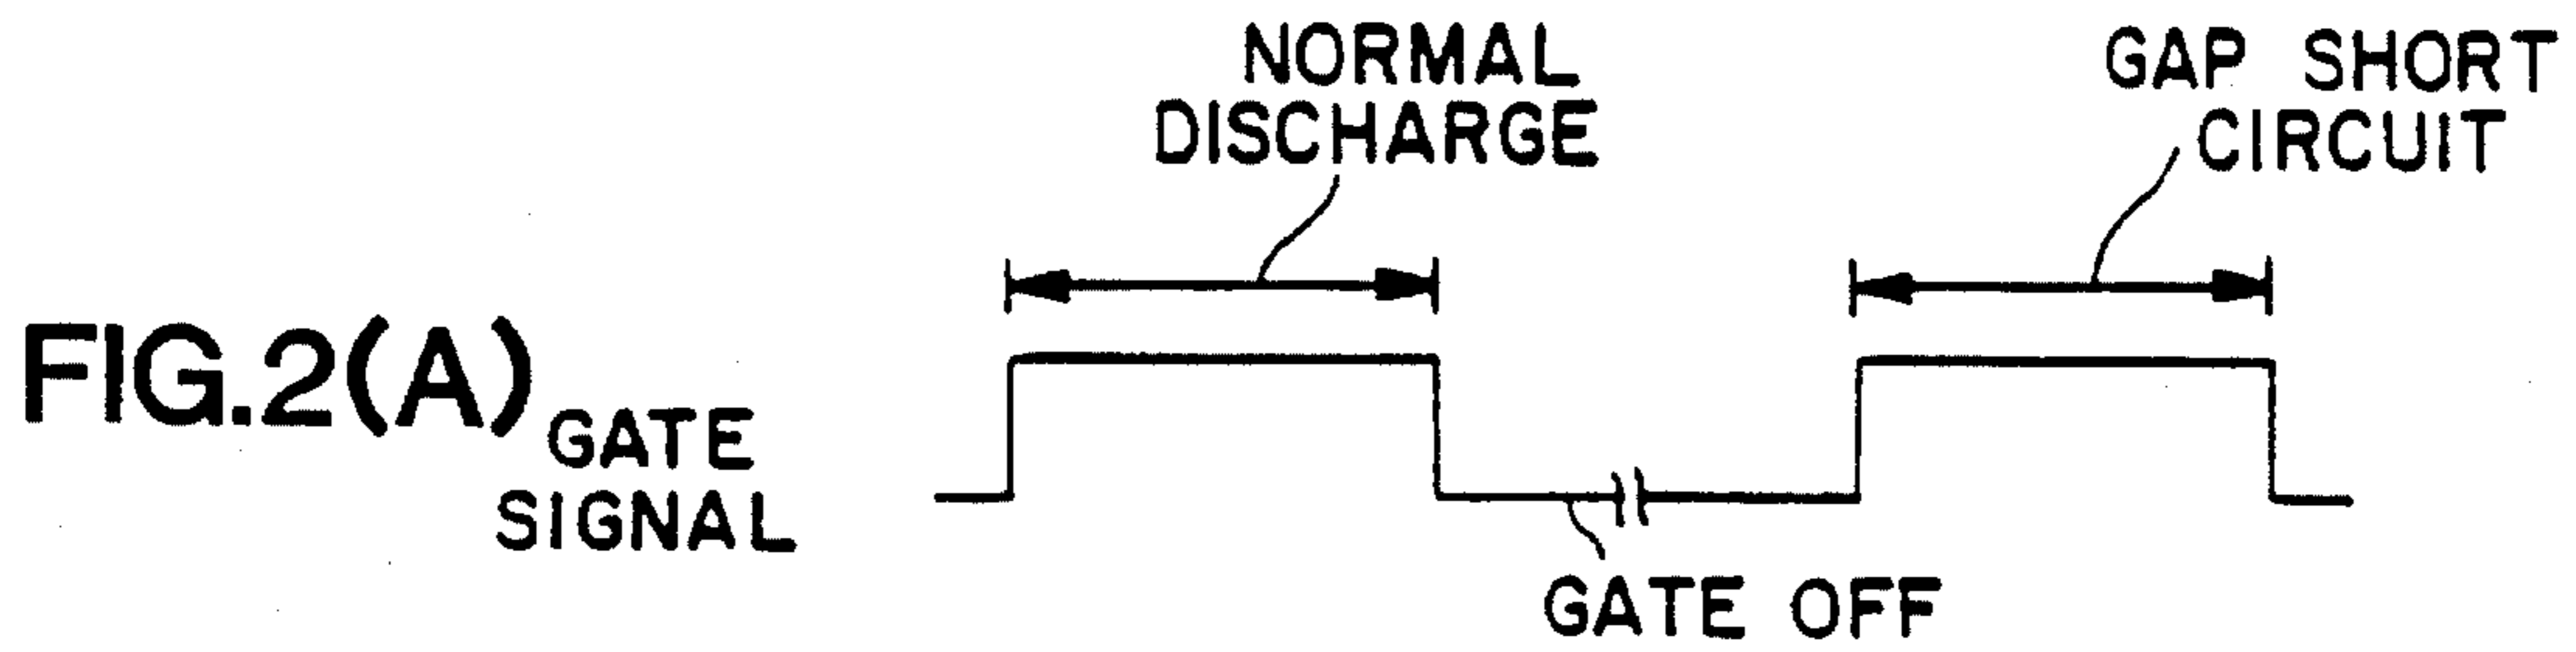 NORMAL
DISCHARGE
GAP SHORT
CIRCUIT
FIG.2(A)
GATE
SIGNAL
GATE OFF